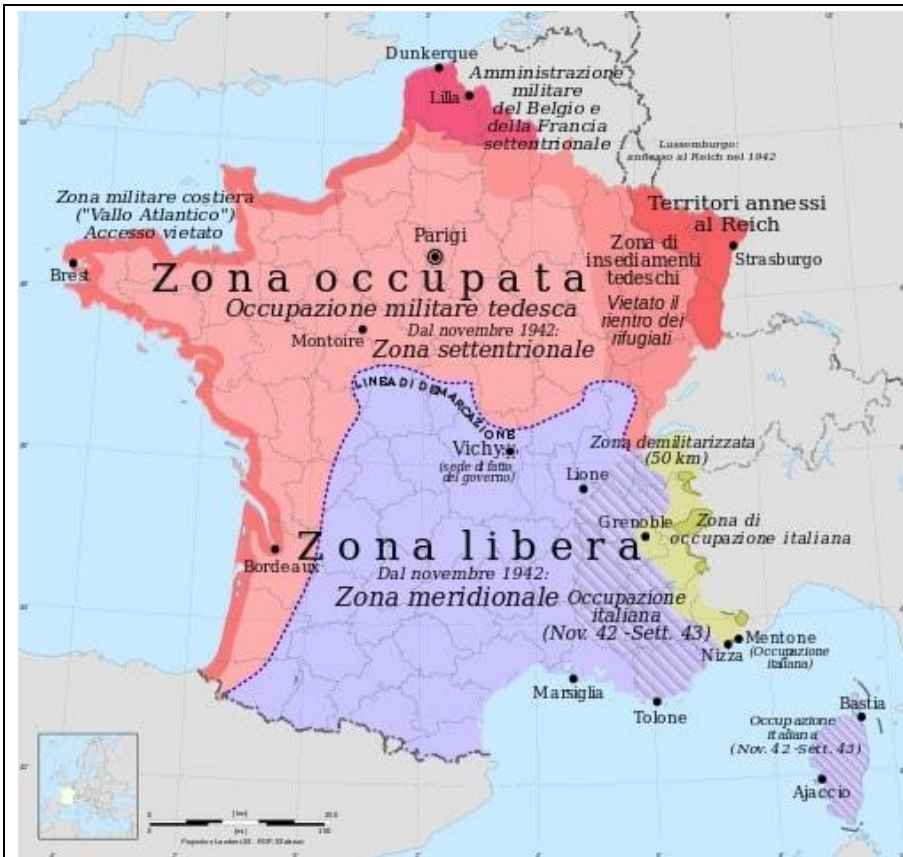 Dunkerque
Lilla
Amministrazione
militare
del Belgio e
della Francia
settentrionale
Lussemburgo:
annesso al Reich nel 1942
Zona militare costiera
("Vallo Atlantico")
Accesso vietato
Brest
Parigi
Territori annessi
al Reich
Strasburgo
Zona di
insediamenti
tedeschi
Vietato il
rientro dei
rifugiati
Zona occupata
Occupazione militare tedesca
Dal novembre 1942:
Zona settentrionale
Montoire
LINEA DI DEMARCAZIONE
Vichy
(sede di fatto
del governo)
Zona demilitarizzata
(50 km)
Lione
Grenoble
Zona di
occupazione italiana
Zona libera
Dal novembre 1942:
Zona meridionale
Bordeaux
Occupazione
italiana
(Nov. 42 -Sett. 43)
Mentone
(Occupazione
italiana)
Nizza
Marsiglia
Tolone
Bastia
Occupazione
italiana
(Nov. 42 -Sett. 43)
Ajaccio
[km]
0
[mi]
0